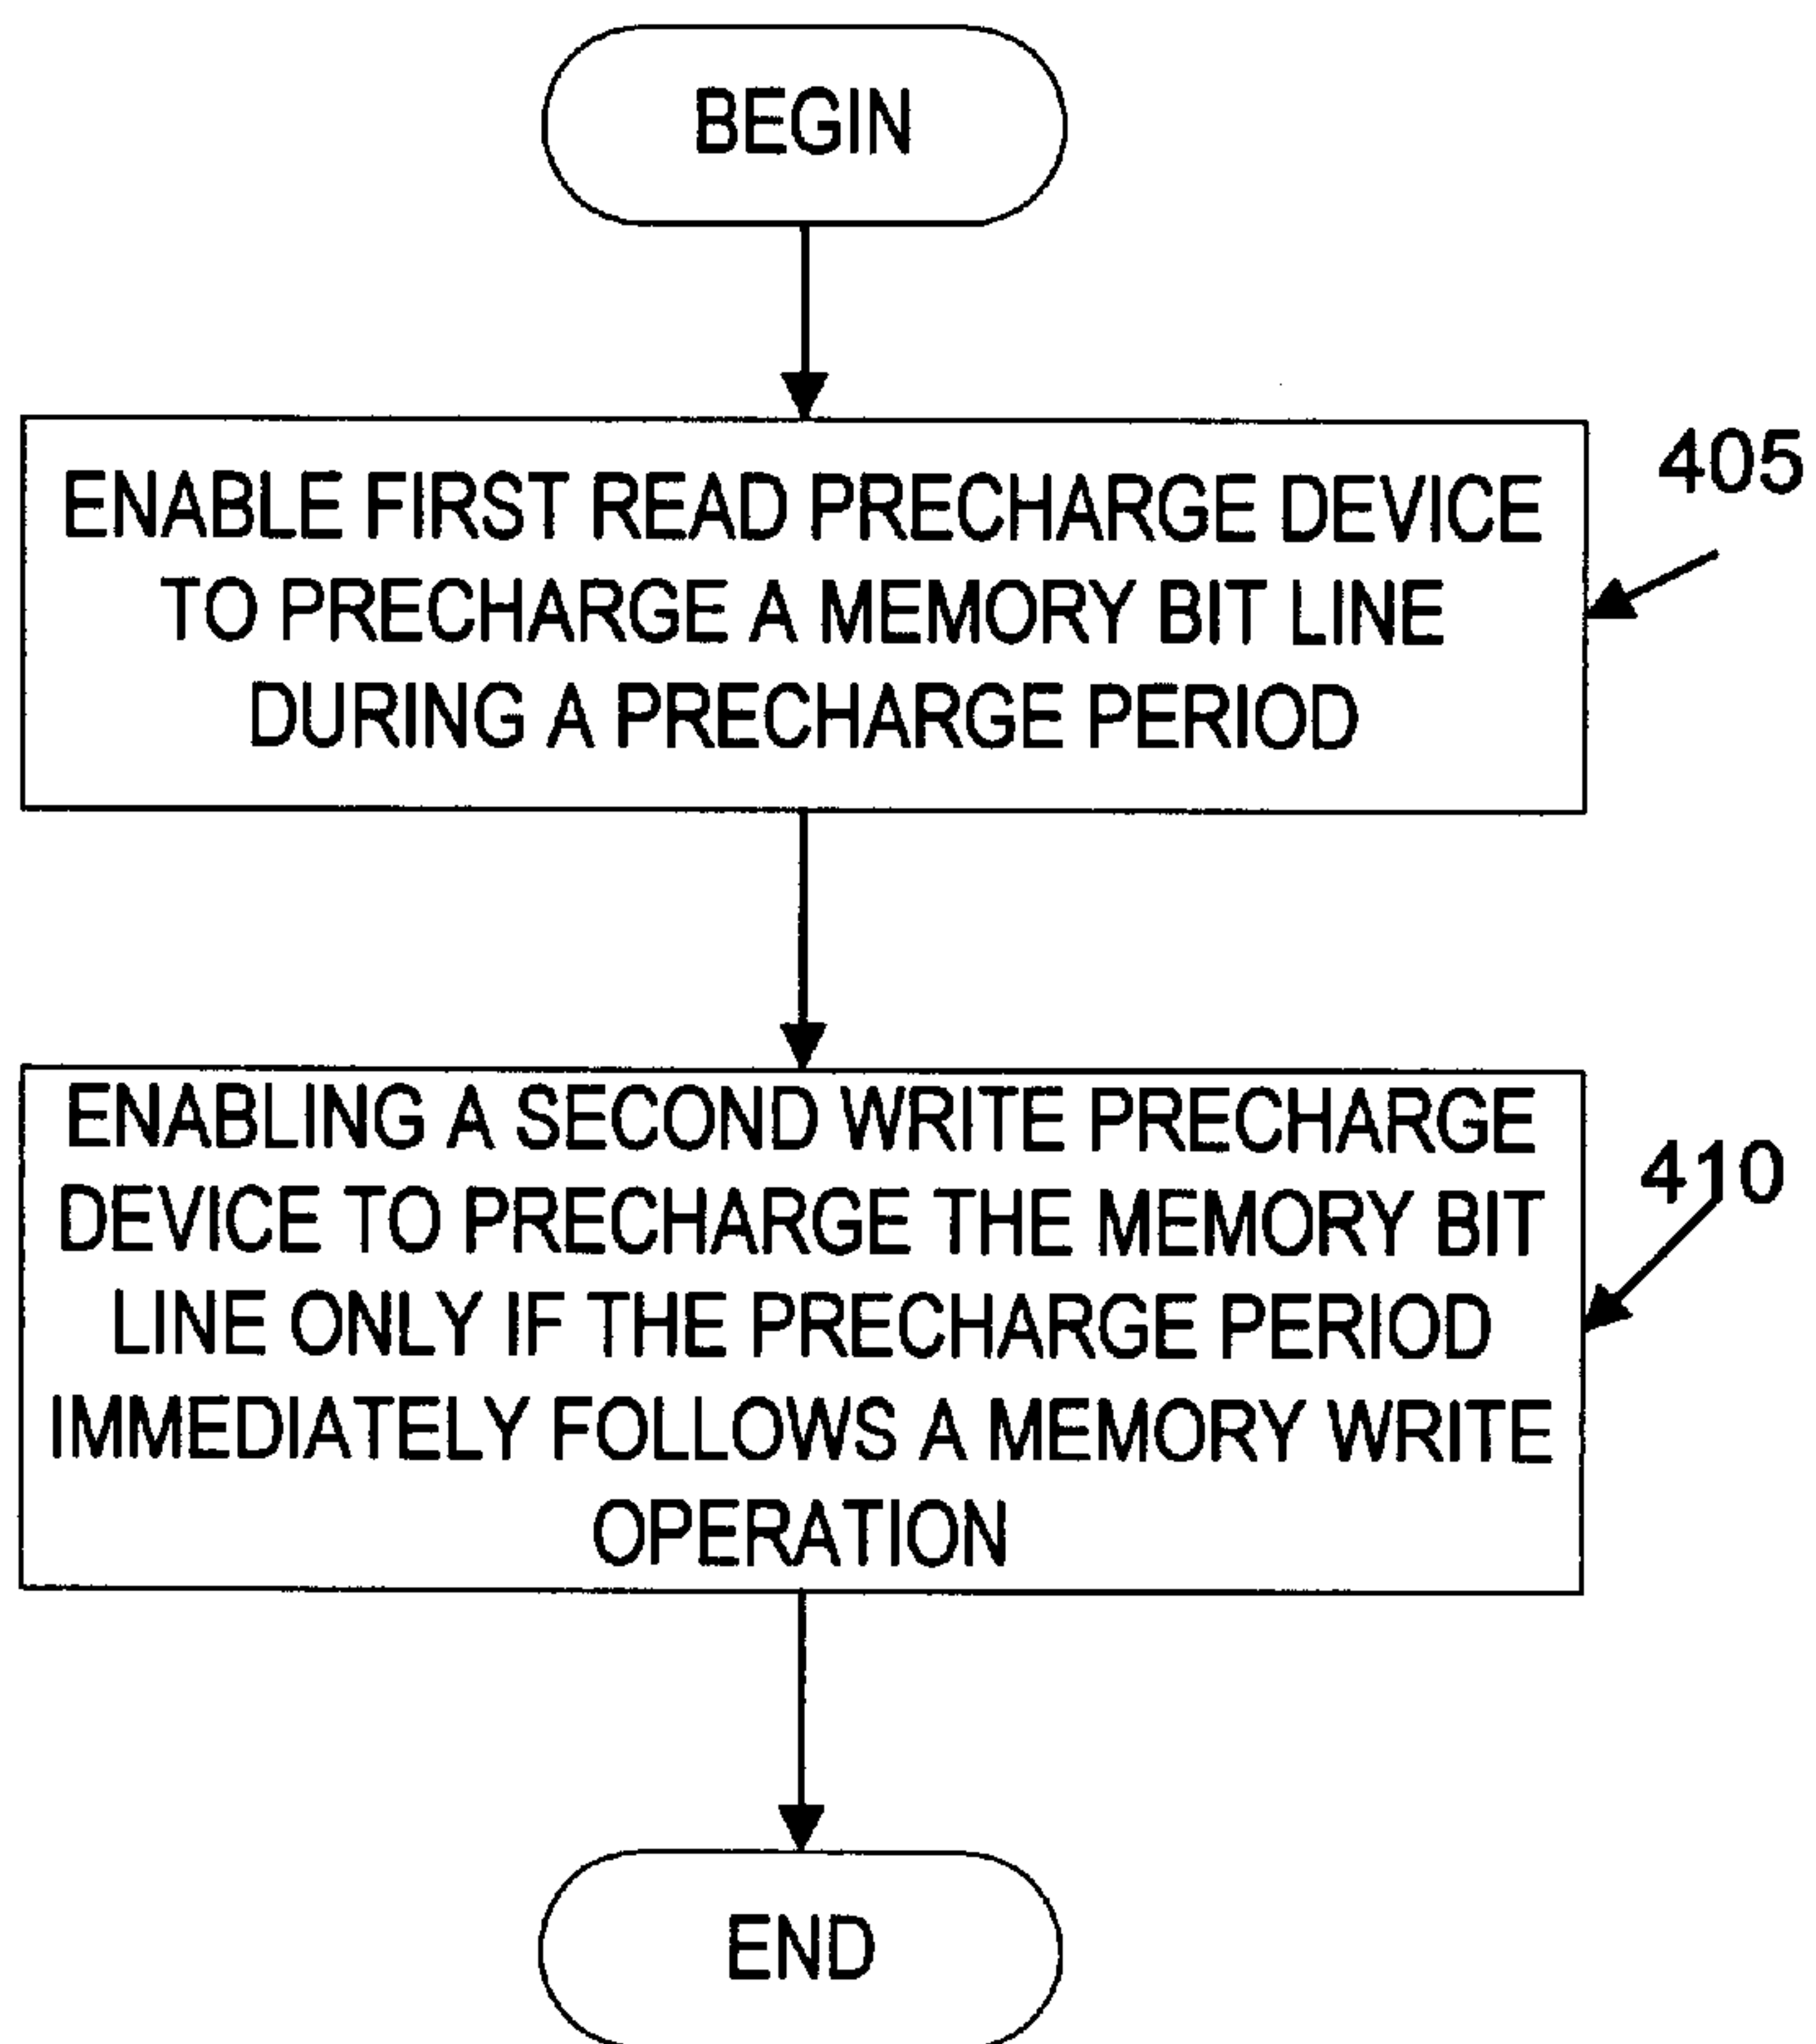 BEGIN
ENABLE FIRST READ PRECHARGE DEVICE
TO PRECHARGE A MEMORY BIT LINE
DURING A PRECHARGE PERIOD
405
ENABLING A SECOND WRITE PRECHARGE
DEVICE TO PRECHARGE THE MEMORY BIT
LINE ONLY IF THE PRECHARGE PERIOD
IMMEDIATELY FOLLOWS A MEMORY WRITE
OPERATION
410
END